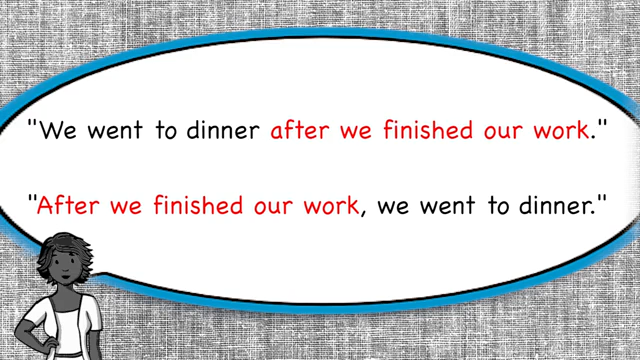 "We went to dinner after we finished our work."
"After we finished our work, we went to dinner."